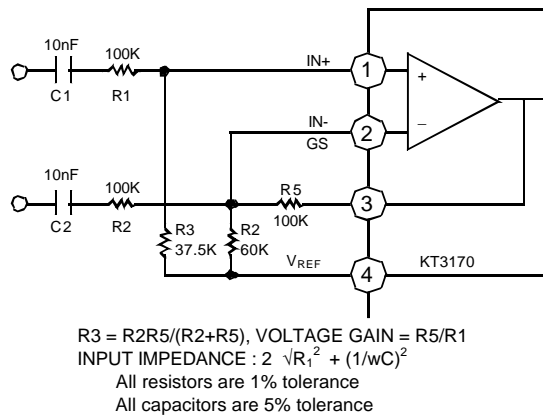 10nF
100K
IN+
1
+
C1
R1
IN-
2
−
GS
10nF
100K
R5
3
C2
R2
100K
R3
R2
37.5K
60K
VREF
4
KT3170
R3 = R2R5/(R2+R5), VOLTAGE GAIN = R5/R1
INPUT IMPEDANCE : 2 √R₁² + (1/wC)²
All resistors are 1% tolerance
All capacitors are 5% tolerance